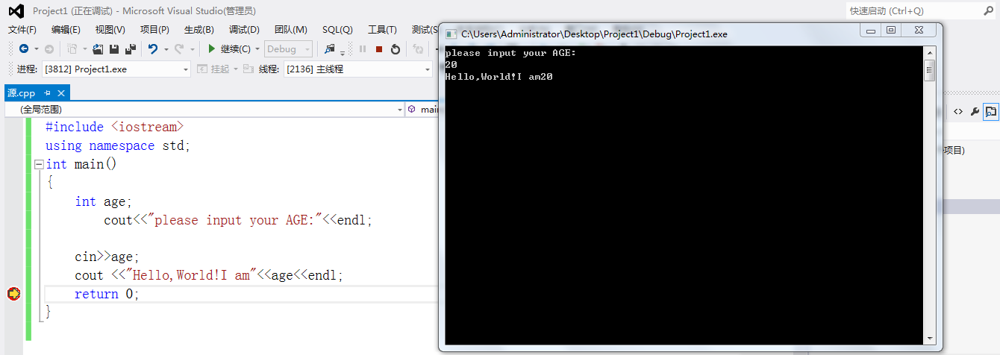 Project1 (正在调试) - Microsoft Visual Studio(管理员)
快速启动 (Ctrl+Q)
文件(F) 编辑(E) 视图(V) 项目(P) 生成(B) 调试(D) 团队(M) SQL(Q) 工具(T) 测试(S
继续(C) Debug
进程: [3812] Project1.exe 挂起 线程: [2136] 主线程
源.cpp
(全局范围) main
#include <iostream>
using namespace std;
int main()
{
int age;
cout<<"please input your AGE:"<<endl;
cin>>age;
cout <<"Hello,World!I am"<<age<<endl;
return 0;
}
C:\Users\Administrator\Desktop\Project1\Debug\Project1.exe
please input your AGE:
20
Hello,World!I am20
项目)